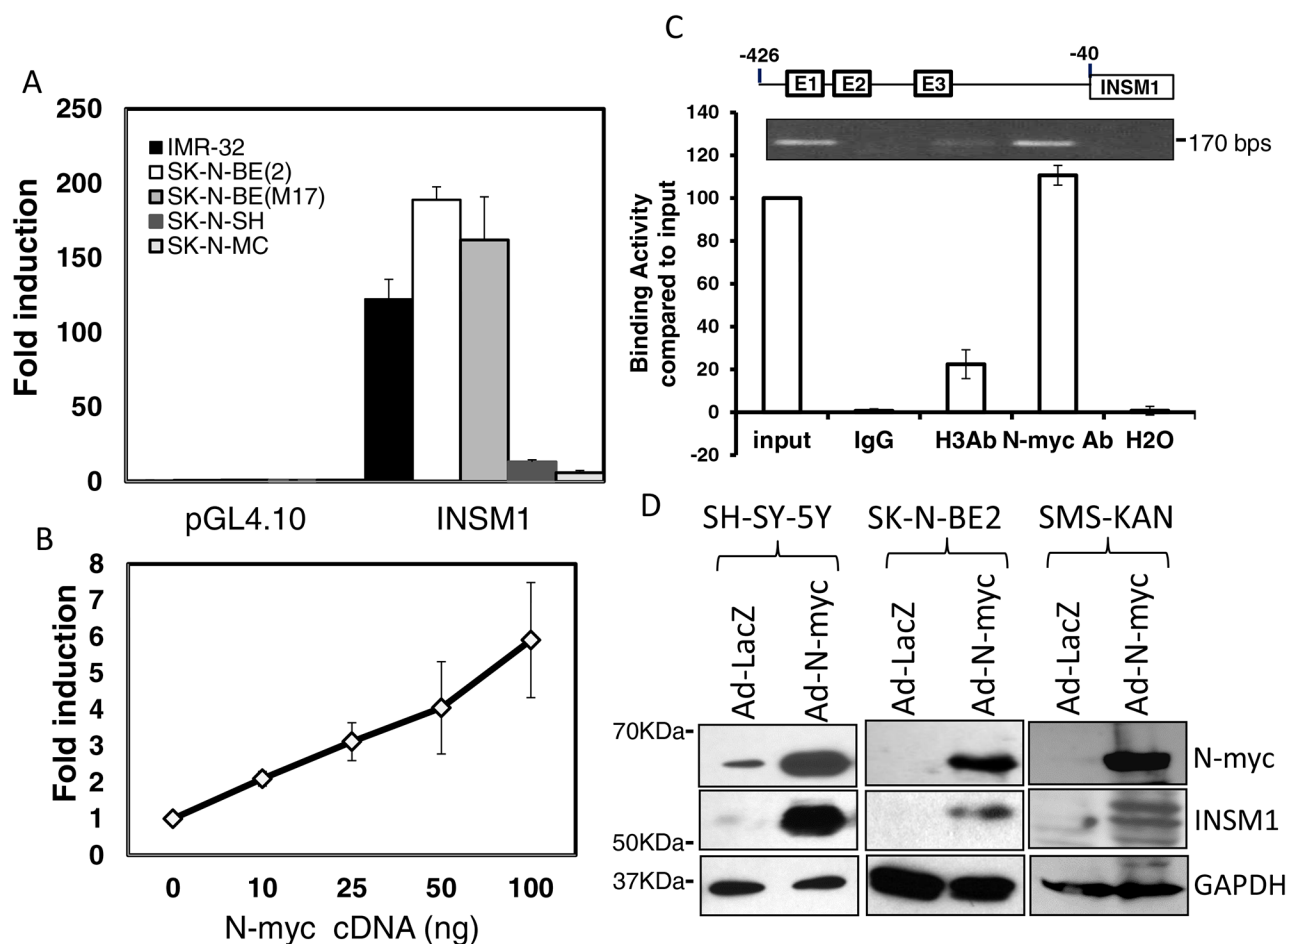 A
250
200
150
100
50
0
Fold induction
IMR-32
SK-N-BE(2)
SK-N-BE(M17)
SK-N-SH
SK-N-MC
pGL4.10 INSM1
B
8
7
6
5
4
3
2
1
0
Fold induction
0 10 25 50 100
N-myc cDNA (ng)
C
-426 -40
E1 E2 E3 INSM1
140
120
100
80
60
40
20
0
-20
Binding Activity
compared to input
170 bps
input IgG H3Ab N-myc Ab H2O
D
SH-SY-5Y SK-N-BE2 SMS-KAN
Ad-LacZ Ad-N-myc Ad-LacZ Ad-N-myc Ad-LacZ Ad-N-myc
70KDa- N-myc
INSM1
50KDa-
37KDa- GAPDH